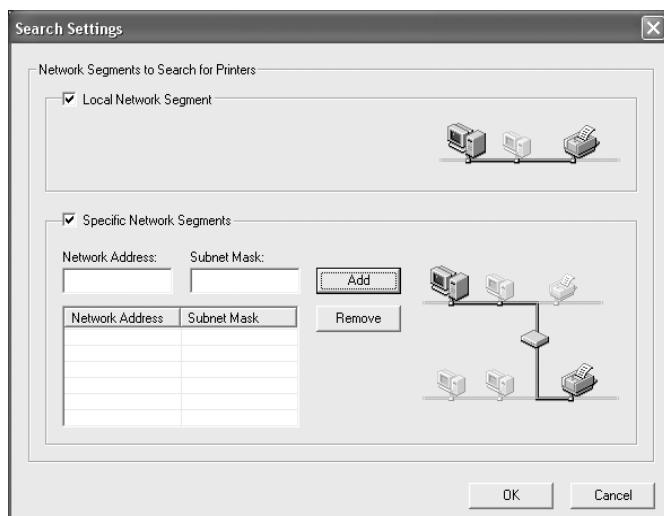 Search Settings
Network Segments to Search for Printers
Local Network Segment
Specific Network Segments
Network Address: Subnet Mask:
Add
Network Address Subnet Mask
Remove
OK Cancel